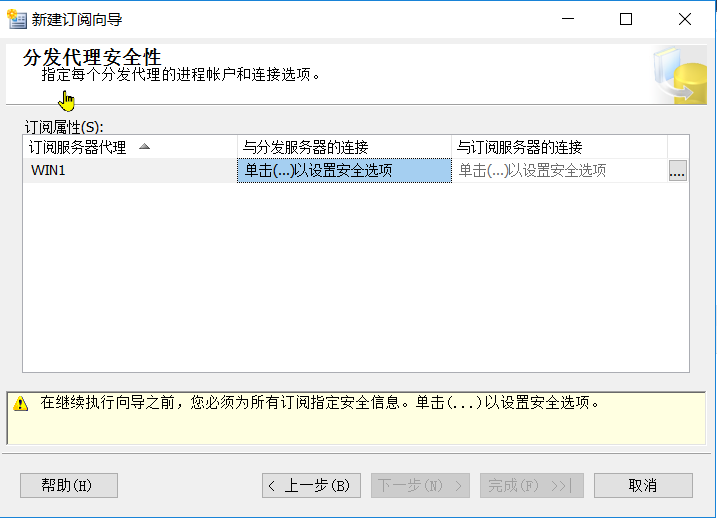 新建订阅向导
分发代理安全性
指定每个分发代理的进程帐户和连接选项。
订阅属性(S):
订阅服务器代理 与分发服务器的连接 与订阅服务器的连接
WIN1 单击(...)以设置安全选项 单击(...)以设置安全选项 ....
在继续执行向导之前，您必须为所有订阅指定安全信息。单击(...)以设置安全选项。
帮助(H) < 上一步(B) 下一步(N) > 完成(F) >>| 取消